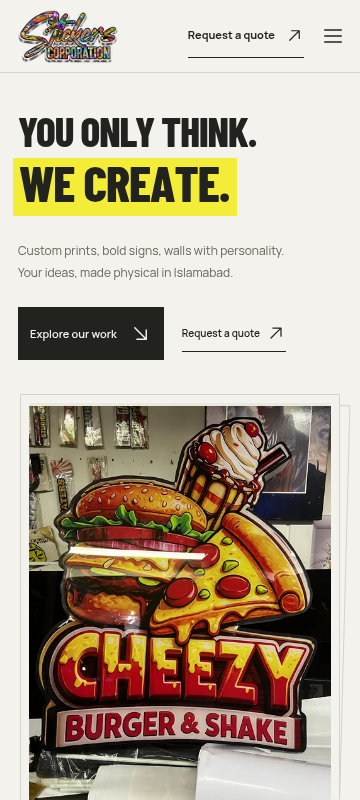 Stickers
CORPORATION
Request a quote
YOU ONLY THINK.
WE CREATE.
Custom prints, bold signs, walls with personality.
Your ideas, made physical in Islamabad.
Explore our work
Request a quote
CHEEZY
BURGER & SHAKE